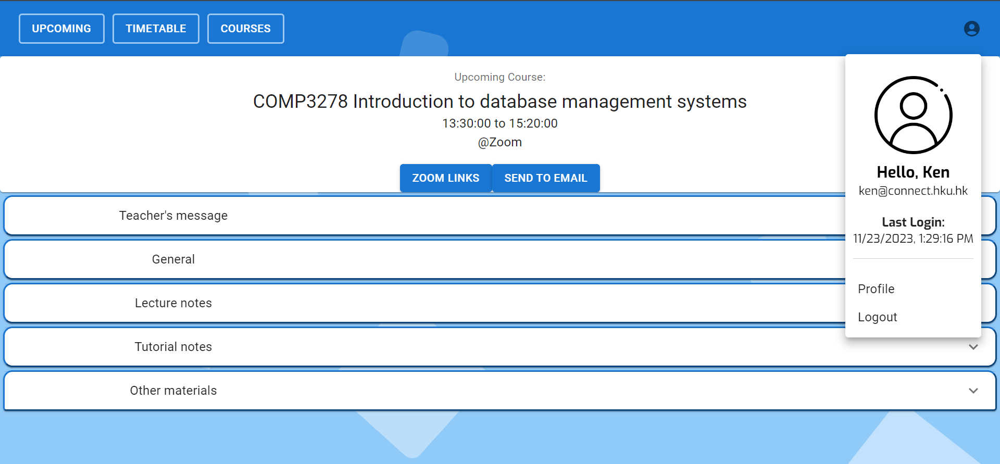 UPCOMING TIMETABLE COURSES
Upcoming Course:
COMP3278 Introduction to database management systems
13:30:00 to 15:20:00
@Zoom
ZOOM LINKS SEND TO EMAIL
Teacher's message
General
Lecture notes
Tutorial notes
Other materials
Hello, Ken
ken@connect.hku.hk
Last Login:
11/23/2023, 1:29:16 PM
Profile
Logout